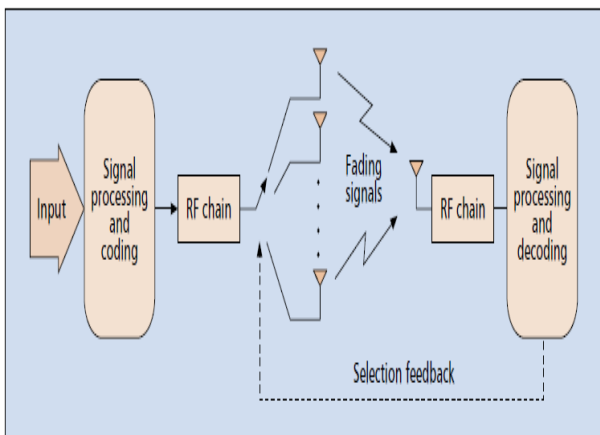 Input
Signal
processing
and
coding
RF chain
Fading
signals
RF chain
Signal
processing
and
decoding
Selection feedback